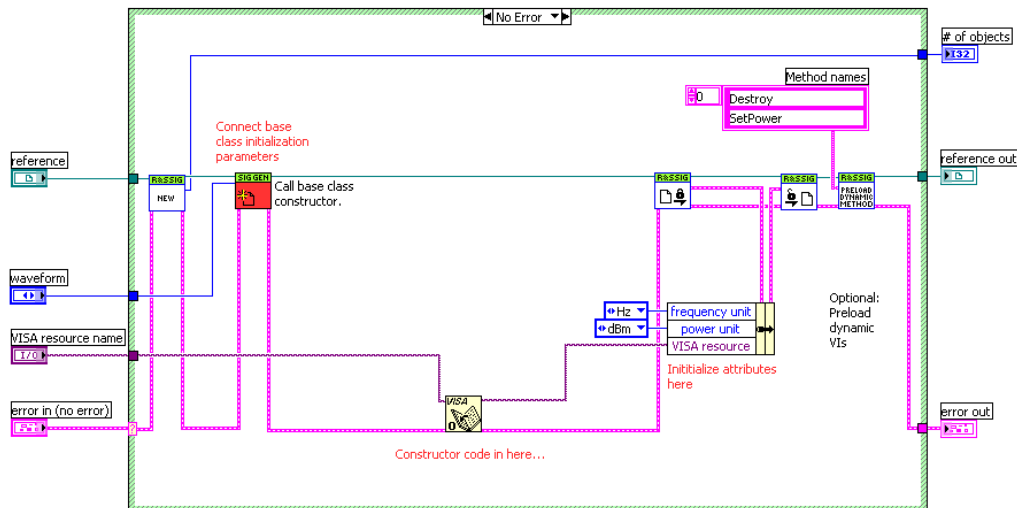 No Error
# of objects
I32
Method names
0
Destroy
SetPower
Connect base
class initialization
parameters
reference
reference out
R&SSIG
NEW
SIG GEN
Call base class
constructor.
R&SSIG
R&SSIG
R&SSIG
PRELOAD
DYNAMIC
METHOD
waveform
Hz
frequency unit
dBm
power unit
VISA resource
Optional:
Preload
dynamic
VIs
VISA resource name
I/O
Inititialize attributes
here
VISA
0
error in (no error)
?
error out
Constructor code in here...